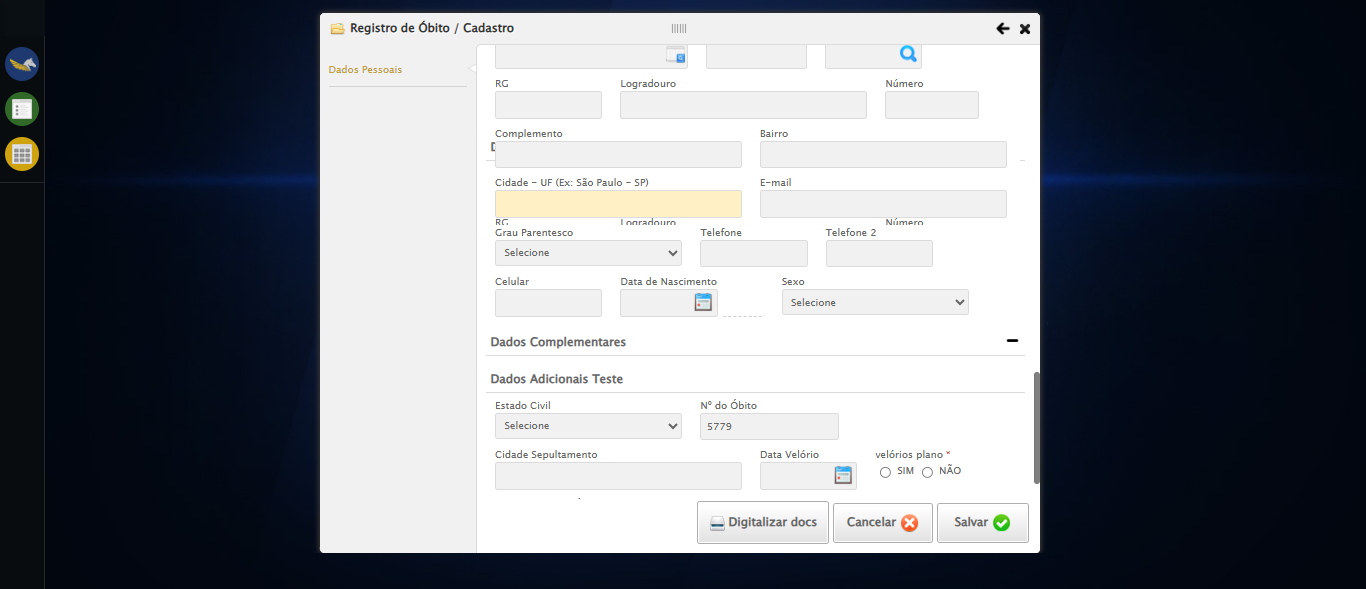 Registro de Óbito / Cadastro
Dados Pessoais
RG Logradouro Número
Complemento Bairro
Cidade - UF (Ex: São Paulo - SP) E-mail
RG Logradouro Número
Grau Parentesco Telefone Telefone 2
Selecione
Celular Data de Nascimento Sexo
Selecione
Dados Complementares
Dados Adicionais Teste
Estado Civil Nº do Óbito
Selecione 5779
Cidade Sepultamento Data Velório velórios plano *
SIM NÃO
Digitalizar docs Cancelar Salvar